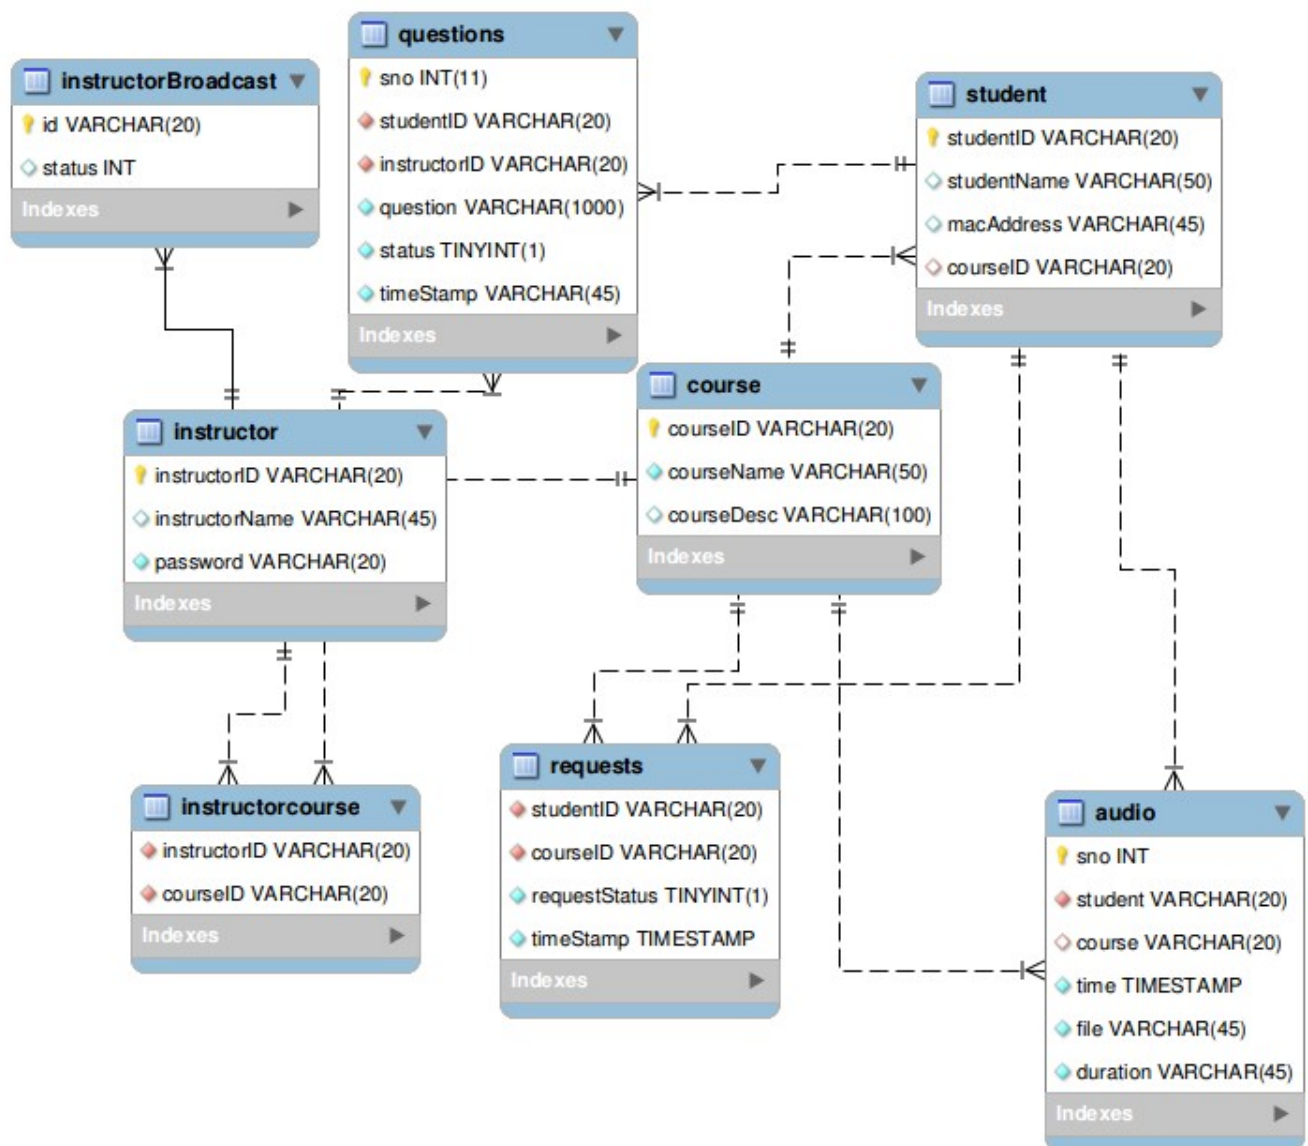 instructorBroadcast
id VARCHAR(20)
status INT
Indexes
questions
sno INT(11)
studentID VARCHAR(20)
instructorID VARCHAR(20)
question VARCHAR(1000)
status TINYINT(1)
timeStamp VARCHAR(45)
Indexes
student
studentID VARCHAR(20)
studentName VARCHAR(50)
macAddress VARCHAR(45)
courseID VARCHAR(20)
Indexes
instructor
instructorID VARCHAR(20)
instructorName VARCHAR(45)
password VARCHAR(20)
Indexes
course
courseID VARCHAR(20)
courseName VARCHAR(50)
courseDesc VARCHAR(100)
Indexes
instructorcourse
instructorID VARCHAR(20)
courseID VARCHAR(20)
Indexes
requests
studentID VARCHAR(20)
courseID VARCHAR(20)
requestStatus TINYINT(1)
timeStamp TIMESTAMP
Indexes
audio
sno INT
student VARCHAR(20)
course VARCHAR(20)
time TIMESTAMP
file VARCHAR(45)
duration VARCHAR(45)
Indexes